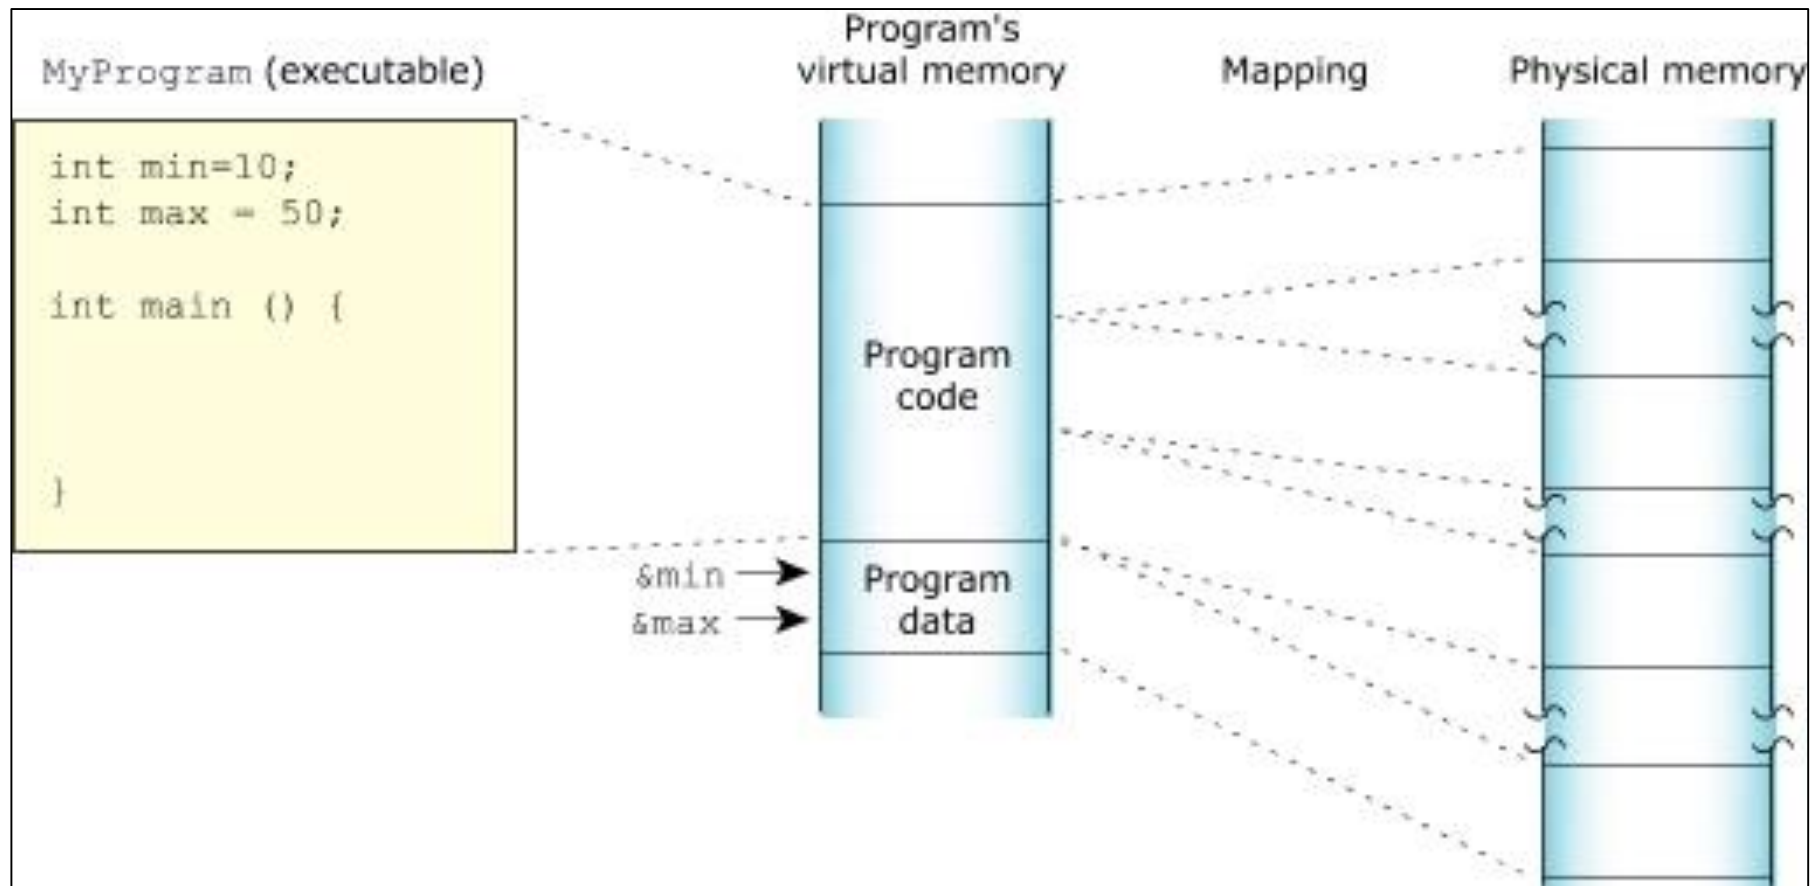 MyProgram (executable)
int min=10;
int max = 50;
int main () {
}
Program's
virtual memory
Program
code
&min
&max
Program
data
Mapping
Physical memory